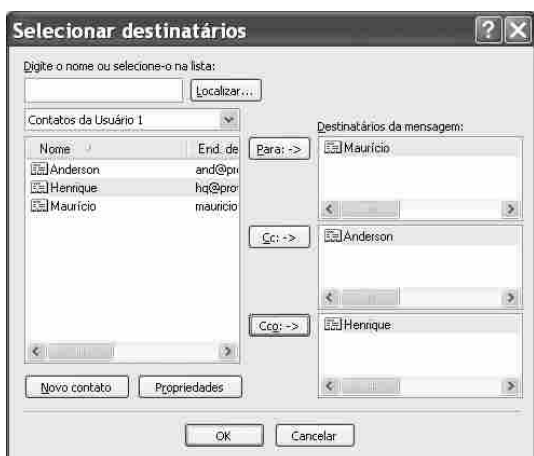 Selecionar destinatários
Digite o nome ou selecione-o na lista:
Localizar...
Contatos da Usuário 1
Destinatários da mensagem:
Nome End. de
Para: ->
Maurício
Anderson and@pro
Henrique hq@prov
Maurício mauricio
Cc: ->
Anderson
Cco: ->
Henrique
Novo contato Propriedades
OK Cancelar